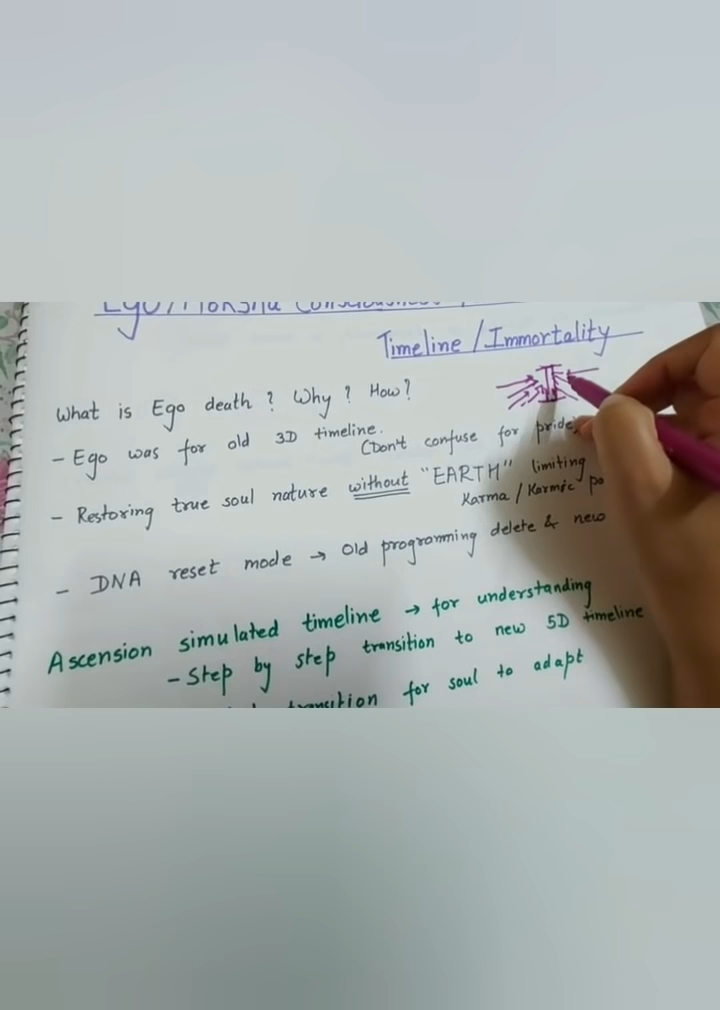 Timeline / Immortality
What is Ego death ? Why ? How ?
- Ego was for old 3D timeline.
(Don't confuse for pride
- Restoring true soul nature without "EARTH" limiting
Karma / Karmic
- DNA reset mode → Old programming delete & new
Ascension simulated timeline → for understanding
- Step by step transition to new 5D timeline
transition for soul to adapt